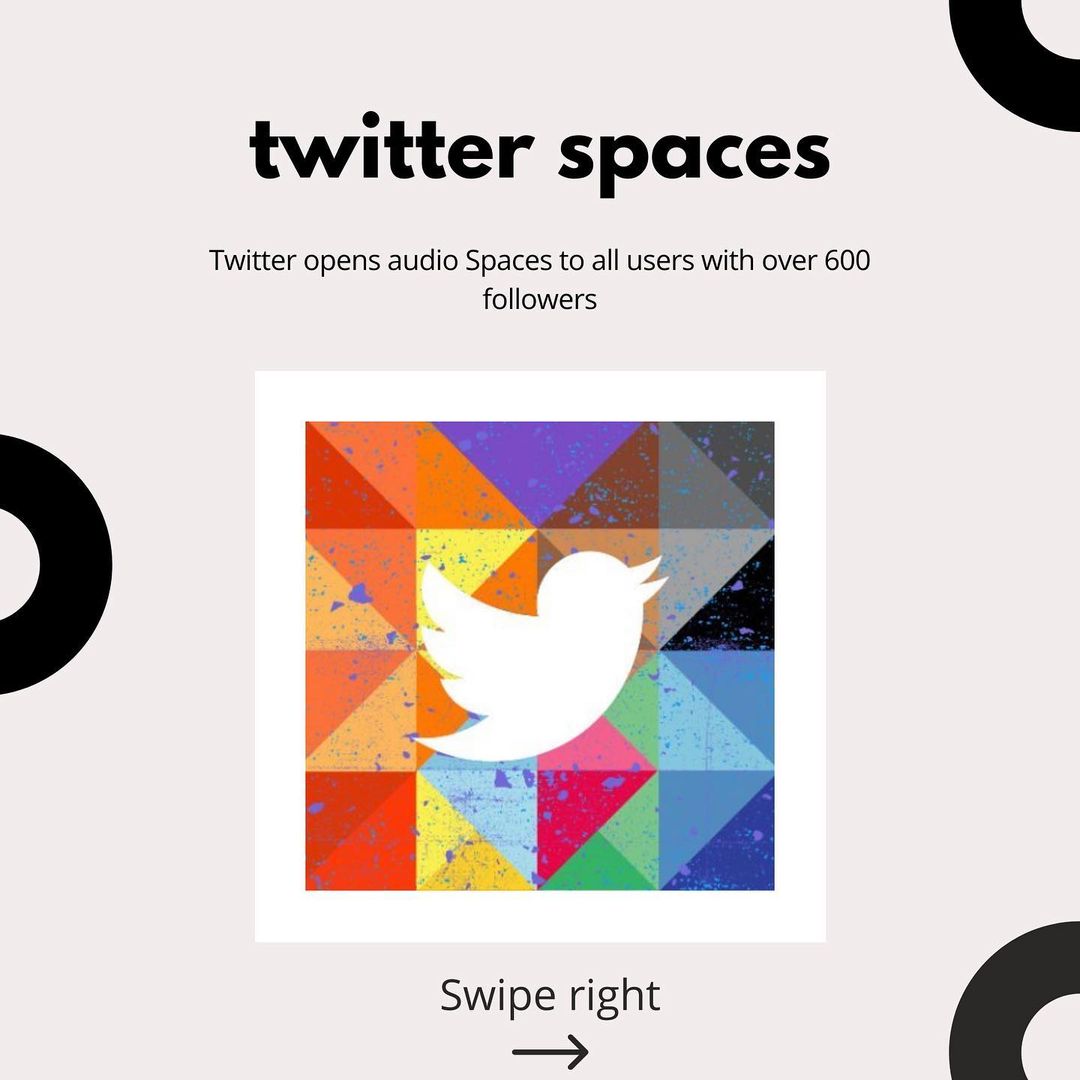 twitter spaces
Twitter opens audio Spaces to all users with over 600
followers
Swipe right